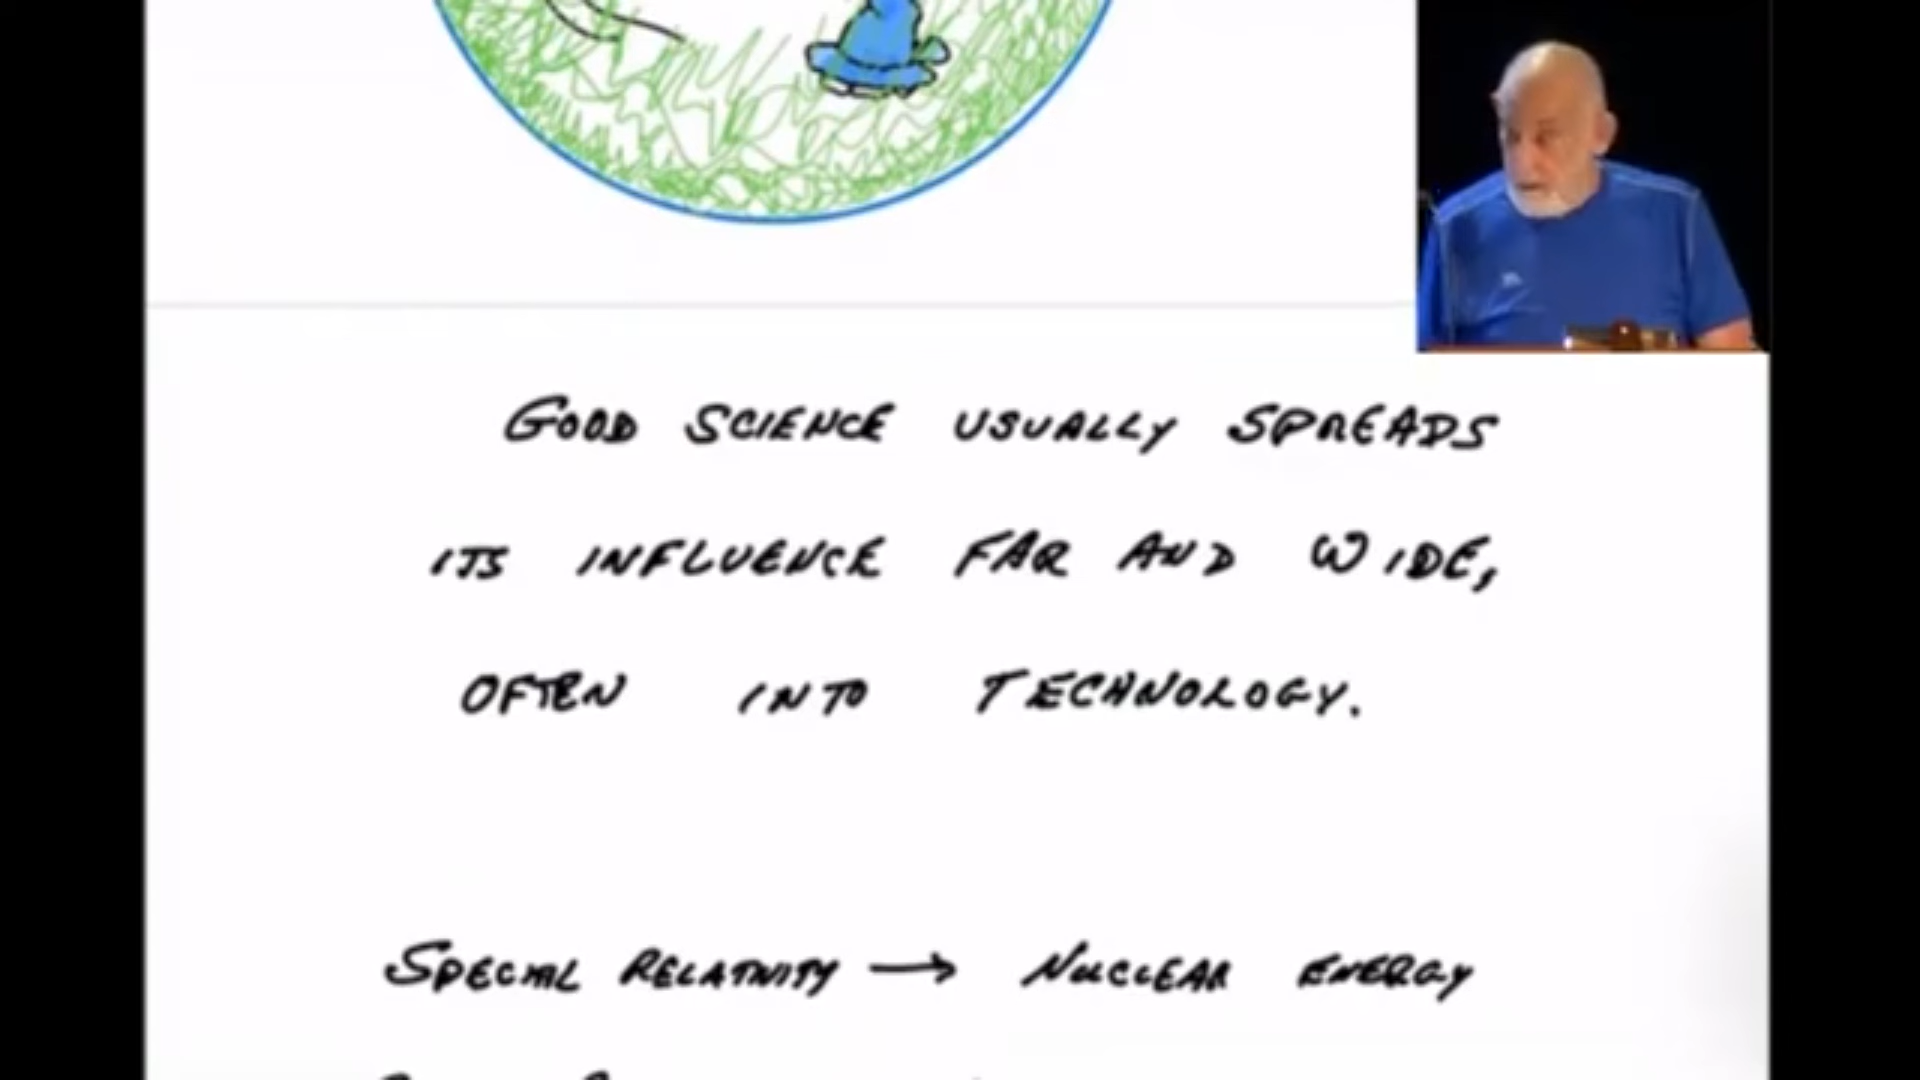 GOOD SCIENCE USUALLY SPREADS
ITS INFLUENCE FAR AND WIDE,
OFTEN INTO TECHNOLOGY.
SPECIAL RELATIVITY → NUCLEAR ENERGY